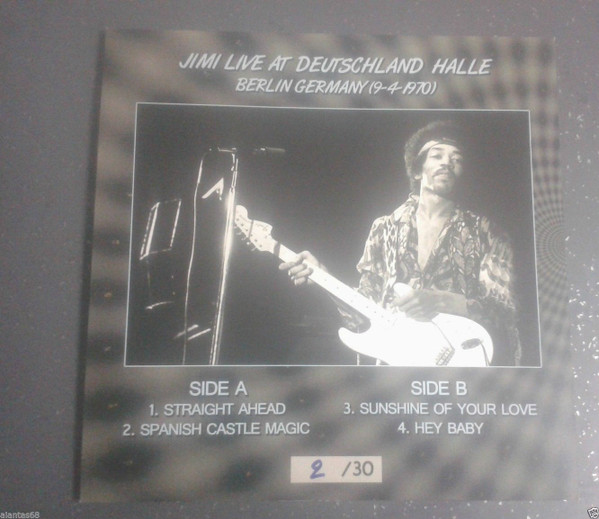 JIMI LIVE AT DEUTSCHLAND HALLE
BERLIN GERMANY (9-4-1970)
SIDE A
1. STRAIGHT AHEAD
2. SPANISH CASTLE MAGIC
SIDE B
3. SUNSHINE OF YOUR LOVE
4. HEY BABY
2 /30
alantas68